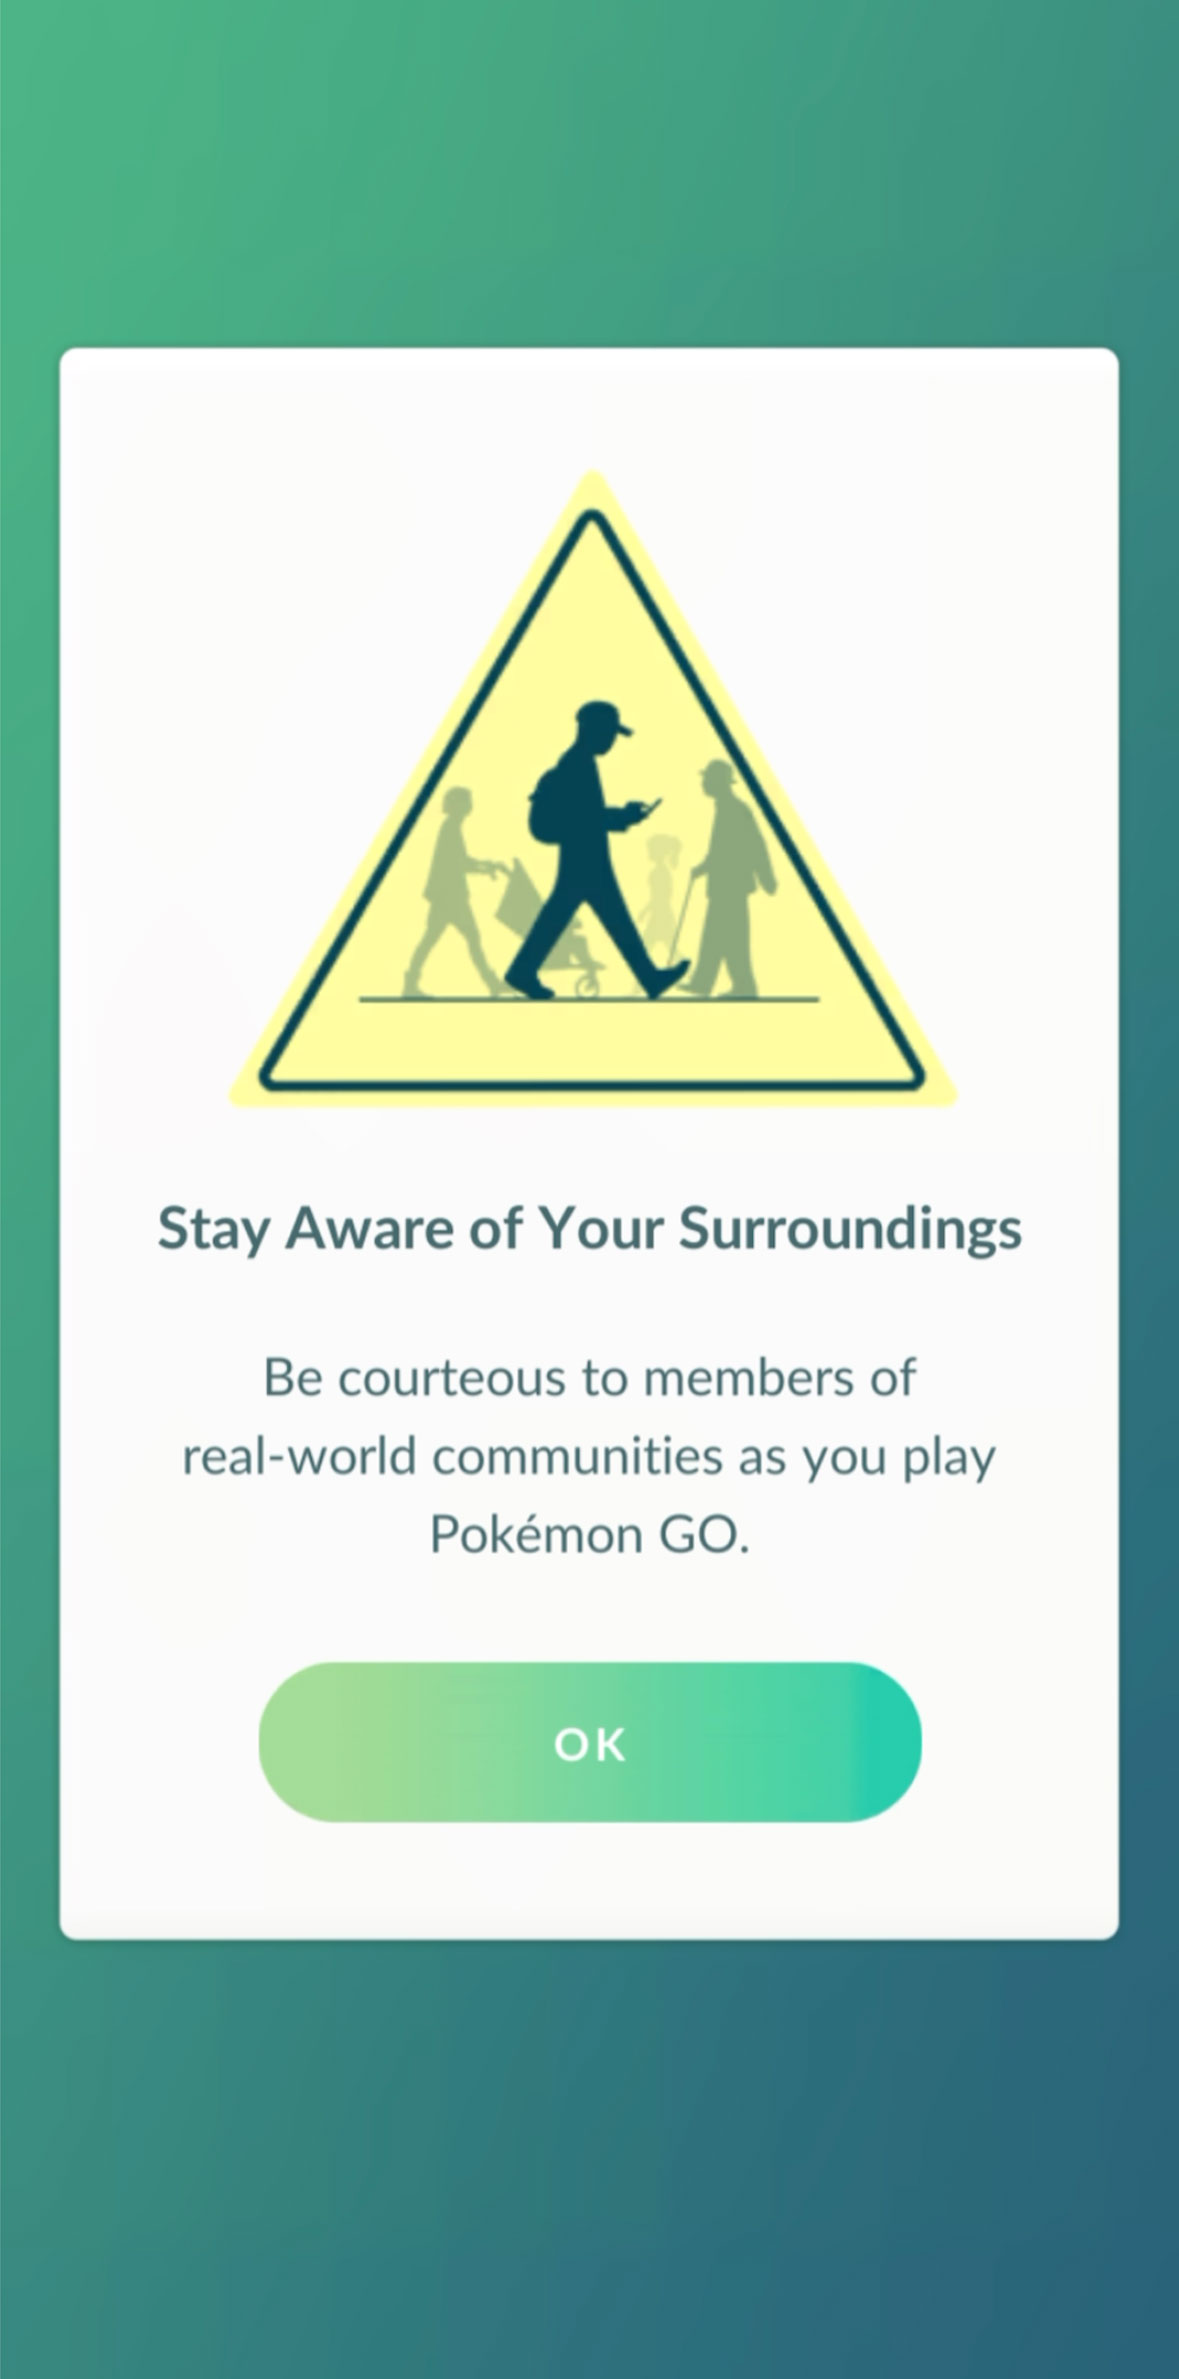 Stay Aware of Your Surroundings
Be courteous to members of
real-world communities as you play
Pokémon GO.
OK